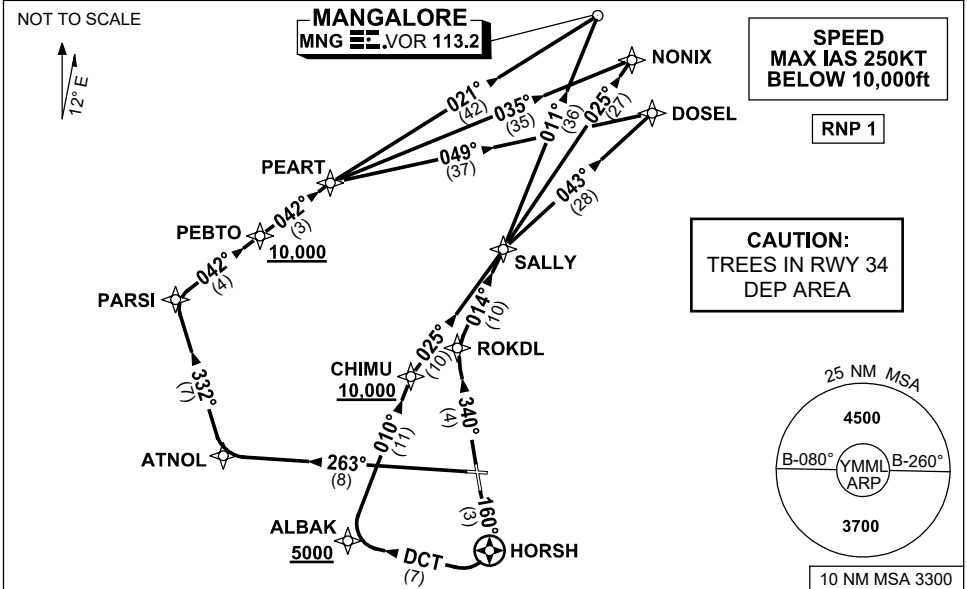 NOT TO SCALE
12° E
MANGALORE
MNG VOR 113.2
SPEED
MAX IAS 250KT
BELOW 10,000ft
RNP 1
NONIX
DOSEL
021°
(42)
035°
(35)
049°
(37)
011°
(36)
025°
(27)
043°
(28)
PEART
042°
(3)
PEBTO
10,000
042°
(4)
PARSI
SALLY
CAUTION:
TREES IN RWY 34
DEP AREA
014°
(10)
ROKDL
025°
(10)
CHIMU
10,000
332°
(7)
010°
(11)
340°
(4)
ATNOL
263°
(8)
160°
(3)
ALBAK
5000
DCT
(7)
HORSH
25 NM MSA
4500
B-080°
YMML
ARP
B-260°
3700
10 NM MSA 3300